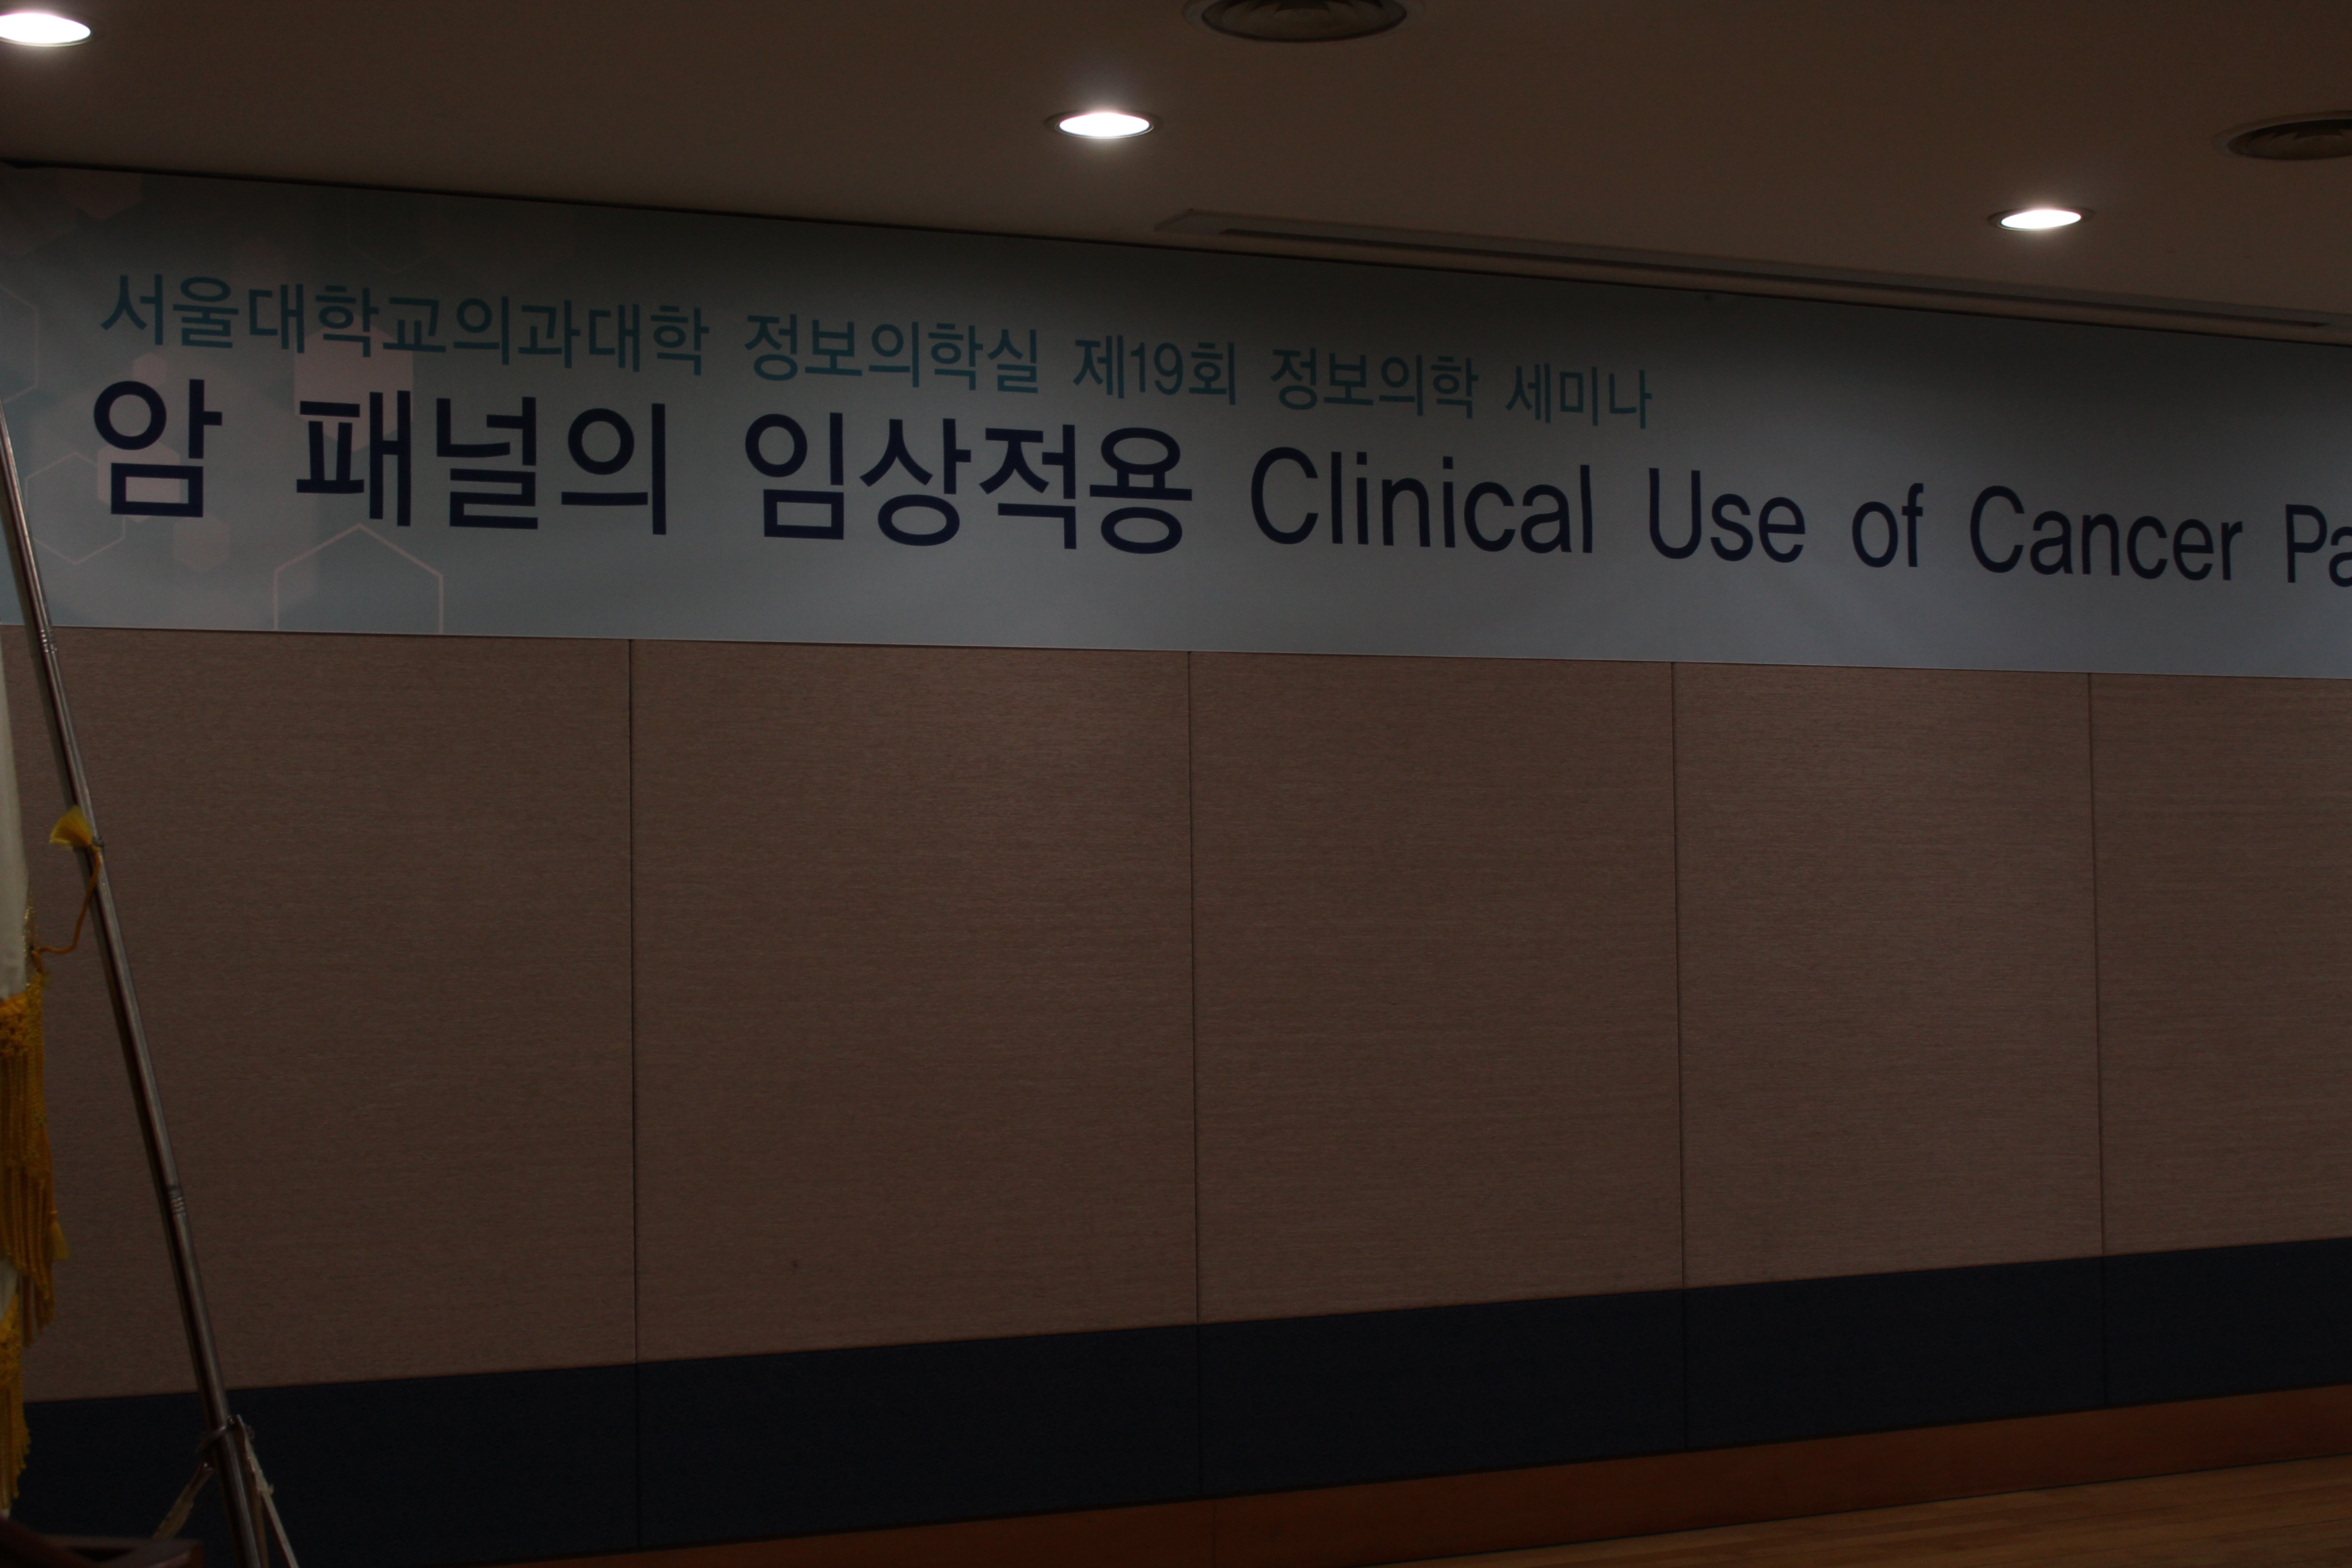 서울대학교의과대학 정보의학실 제19회 정보의학 세미나
암 패널의 임상적용 Clinical Use of Cancer Pa